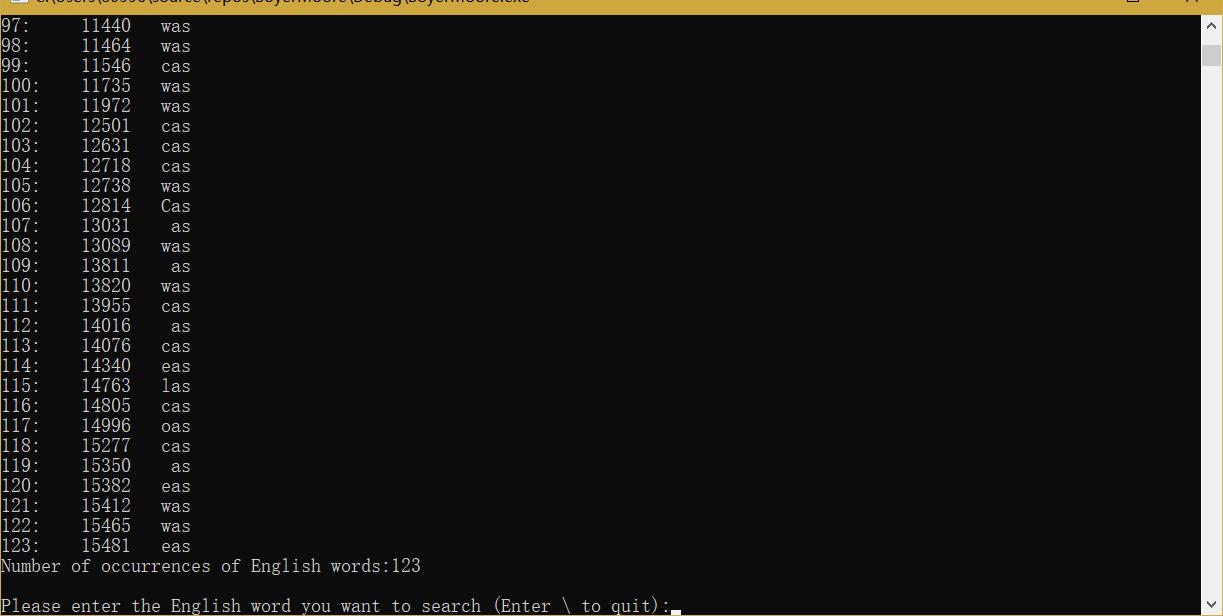 97: 11440 was
98: 11464 was
99: 11546 cas
100: 11735 was
101: 11972 was
102: 12501 cas
103: 12631 cas
104: 12718 cas
105: 12738 was
106: 12814 Cas
107: 13031 as
108: 13089 was
109: 13811 as
110: 13820 was
111: 13955 cas
112: 14016 as
113: 14076 cas
114: 14340 eas
115: 14763 las
116: 14805 cas
117: 14996 oas
118: 15277 cas
119: 15350 as
120: 15382 eas
121: 15412 was
122: 15465 was
123: 15481 eas
Number of occurrences of English words:123
Please enter the English word you want to search (Enter \ to quit):